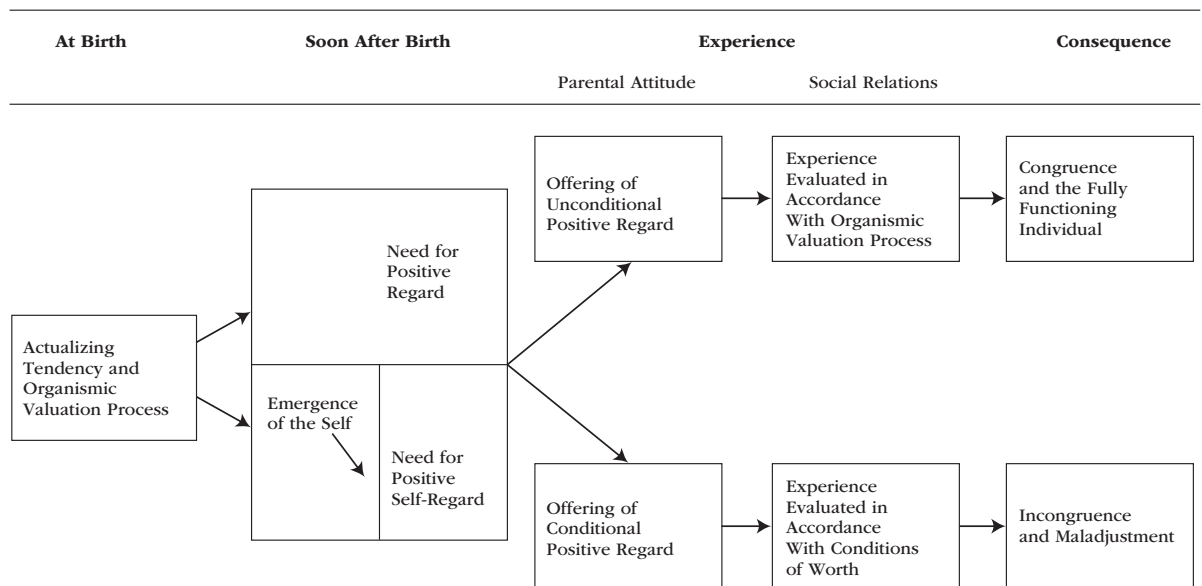 At Birth
Soon After Birth
Experience
Consequence
Parental Attitude
Social Relations
Actualizing
Tendency and
Organismic
Valuation Process
Need for
Positive
Regard
Emergence
of the Self
Need for
Positive
Self-Regard
Offering of
Unconditional
Positive Regard
Experience
Evaluated in
Accordance
With Organismic
Valuation Process
Congruence
and the Fully
Functioning
Individual
Offering of
Conditional
Positive Regard
Experience
Evaluated in
Accordance
With Conditions
of Worth
Incongruence
and Maladjustment